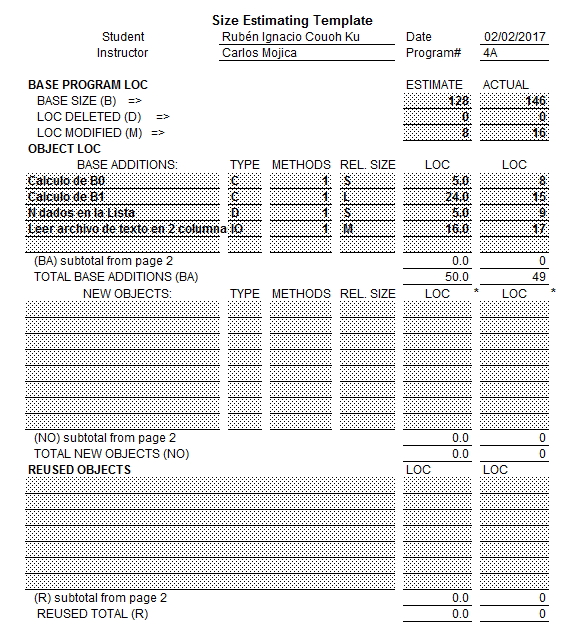 Size Estimating Template
Student Rubén Ignacio Couoh Ku Date 02/02/2017
Instructor Carlos Mojica Program# 4A
BASE PROGRAM LOC ESTIMATE ACTUAL
BASE SIZE (B) => 128 146
LOC DELETED (D) => 0 0
LOC MODIFIED (M) => 8 16
OBJECT LOC
BASE ADDITIONS: TYPE METHODS REL. SIZE LOC LOC
Calculo de B0 C 1 S 5.0 8
Calculo de B1 C 1 L 24.0 15
N dados en la Lista D 1 S 5.0 9
Leer archivo de texto en 2 columna IO 1 M 16.0 17
(BA) subtotal from page 2 0.0 0
TOTAL BASE ADDITIONS (BA) 50.0 49
NEW OBJECTS: TYPE METHODS REL. SIZE LOC * LOC *
(NO) subtotal from page 2 0.0 0
TOTAL NEW OBJECTS (NO) 0.0 0
REUSED OBJECTS LOC LOC
(R) subtotal from page 2 0.0 0
REUSED TOTAL (R) 0.0 0